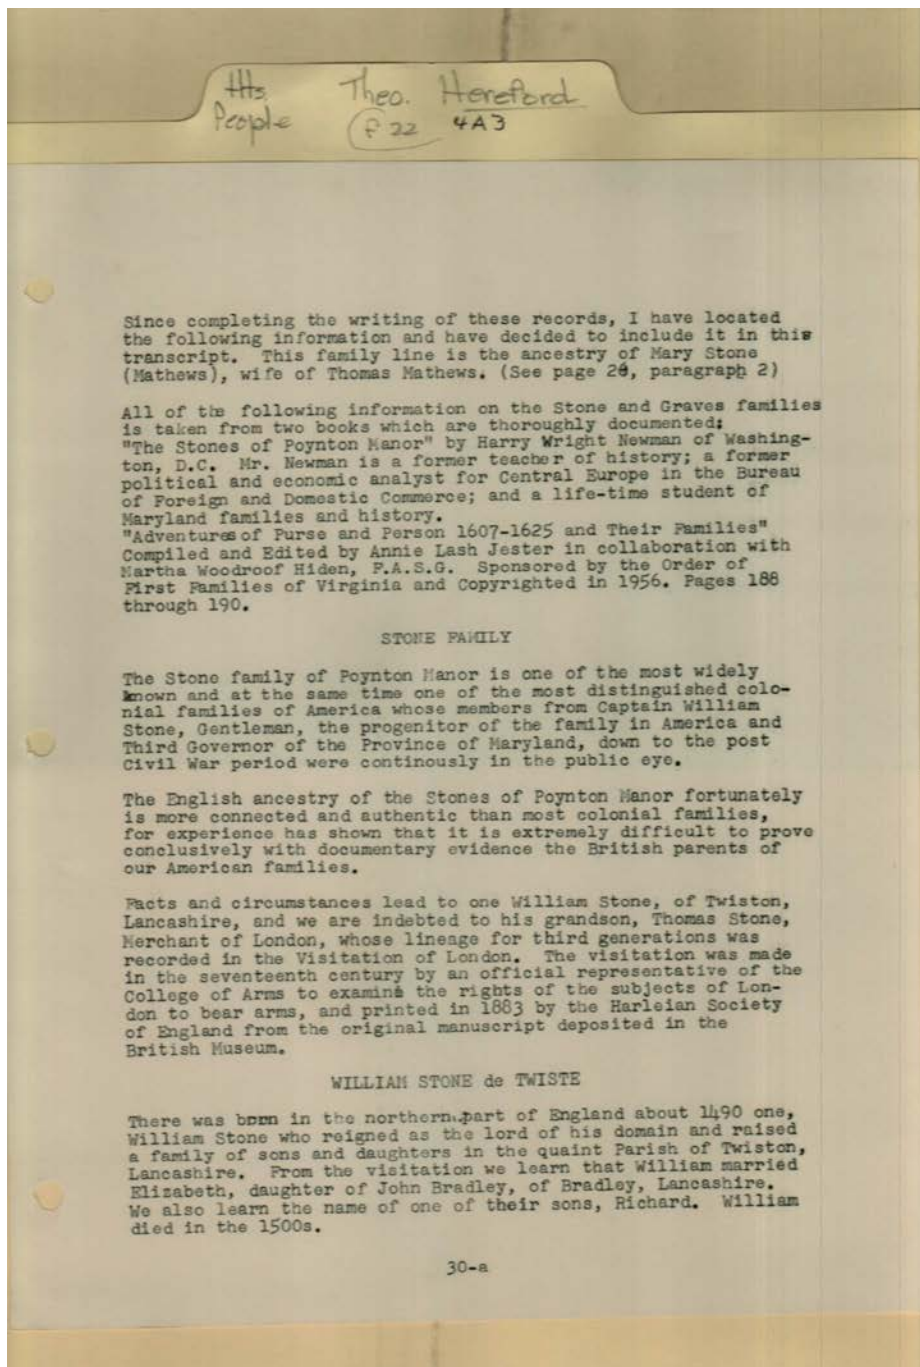 Hts. Theo. Hereford
People f 22 4A3
Since completing the writing of these records, I have located
the following information and have decided to include it in this
transcript. This family line is the ancestry of Mary Stone
(Mathews), wife of Thomas Mathews. (See page 20, paragraph 2)
All of the following information on the Stone and Graves families
is taken from two books which are thoroughly documented:
"The Stones of Poynton Manor" by Harry Wright Newman of Washing-
ton, D.C. Mr. Newman is a former teacher of history; a former
political and economic analyst for Central Europe in the Bureau
of Foreign and Domestic Commerce; and a life-time student of
Maryland families and history.
"Adventures of Purse and Person 1607-1625 and Their Families"
Compiled and Edited by Annie Lash Jester in collaboration with
Martha Woodroof Hiden, F.A.S.G. Sponsored by the Order of
First Families of Virginia and Copyrighted in 1956. Pages 188
through 190.
STONE FAMILY
The Stone family of Poynton Manor is one of the most widely
known and at the same time one of the most distinguished colo-
nial families of America whose members from Captain William
Stone, Gentleman, the progenitor of the family in America and
Third Governor of the Province of Maryland, down to the post
Civil War period were continously in the public eye.
The English ancestry of the Stones of Poynton Manor fortunately
is more connected and authentic than most colonial families,
for experience has shown that it is extremely difficult to prove
conclusively with documentary evidence the British parents of
our American families.
Facts and circumstances lead to one William Stone, of Twiston,
Lancashire, and we are indebted to his grandson, Thomas Stone,
Merchant of London, whose lineage for third generations was
recorded in the Visitation of London. The visitation was made
in the seventeenth century by an official representative of the
College of Arms to examine the rights of the subjects of Lon-
don to bear arms, and printed in 1883 by the Harleian Society
of England from the original manuscript deposited in the
British Museum.
WILLIAM STONE de TWISTE
There was born in the northern part of England about 1490 one,
William Stone who reigned as the lord of his domain and raised
a family of sons and daughters in the quaint Parish of Twiston,
Lancashire. From the visitation we learn that William married
Elizabeth, daughter of John Bradley, of Bradley, Lancashire.
We also learn the name of one of their sons, Richard. William
died in the 1500s.
30-a